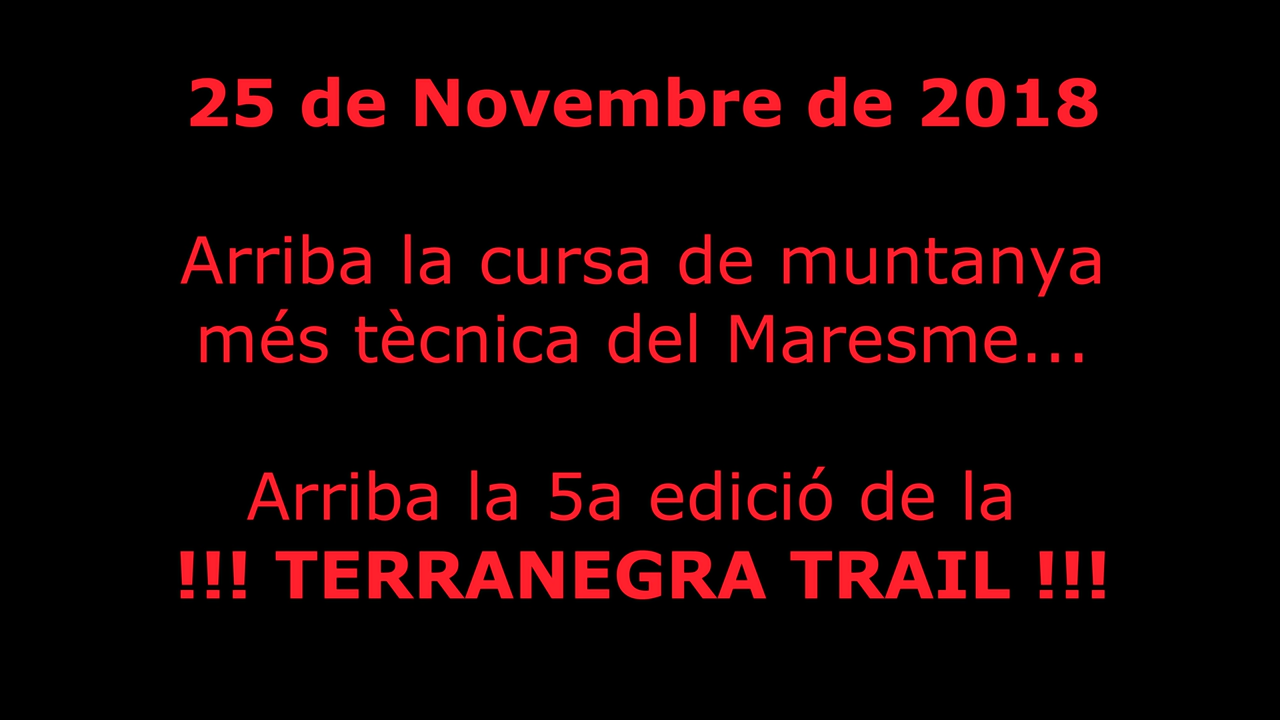 25 de Novembre de 2018
Arriba la cursa de muntanya
més tècnica del Maresme...
Arriba la 5a edició de la
!!! TERRANEGRA TRAIL !!!